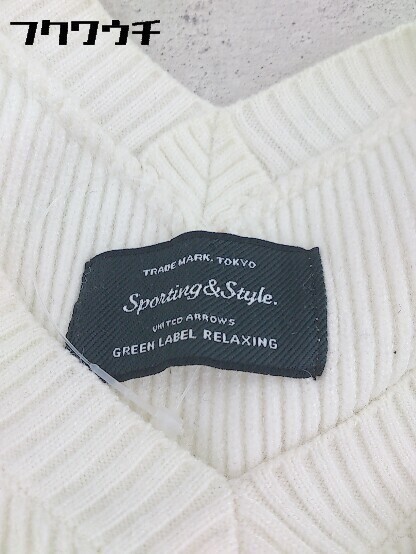 フクワウチ
TRADE MARK. TOKYO
Sporting&Style.
UNITED ARROWS
GREEN LABEL RELAXING